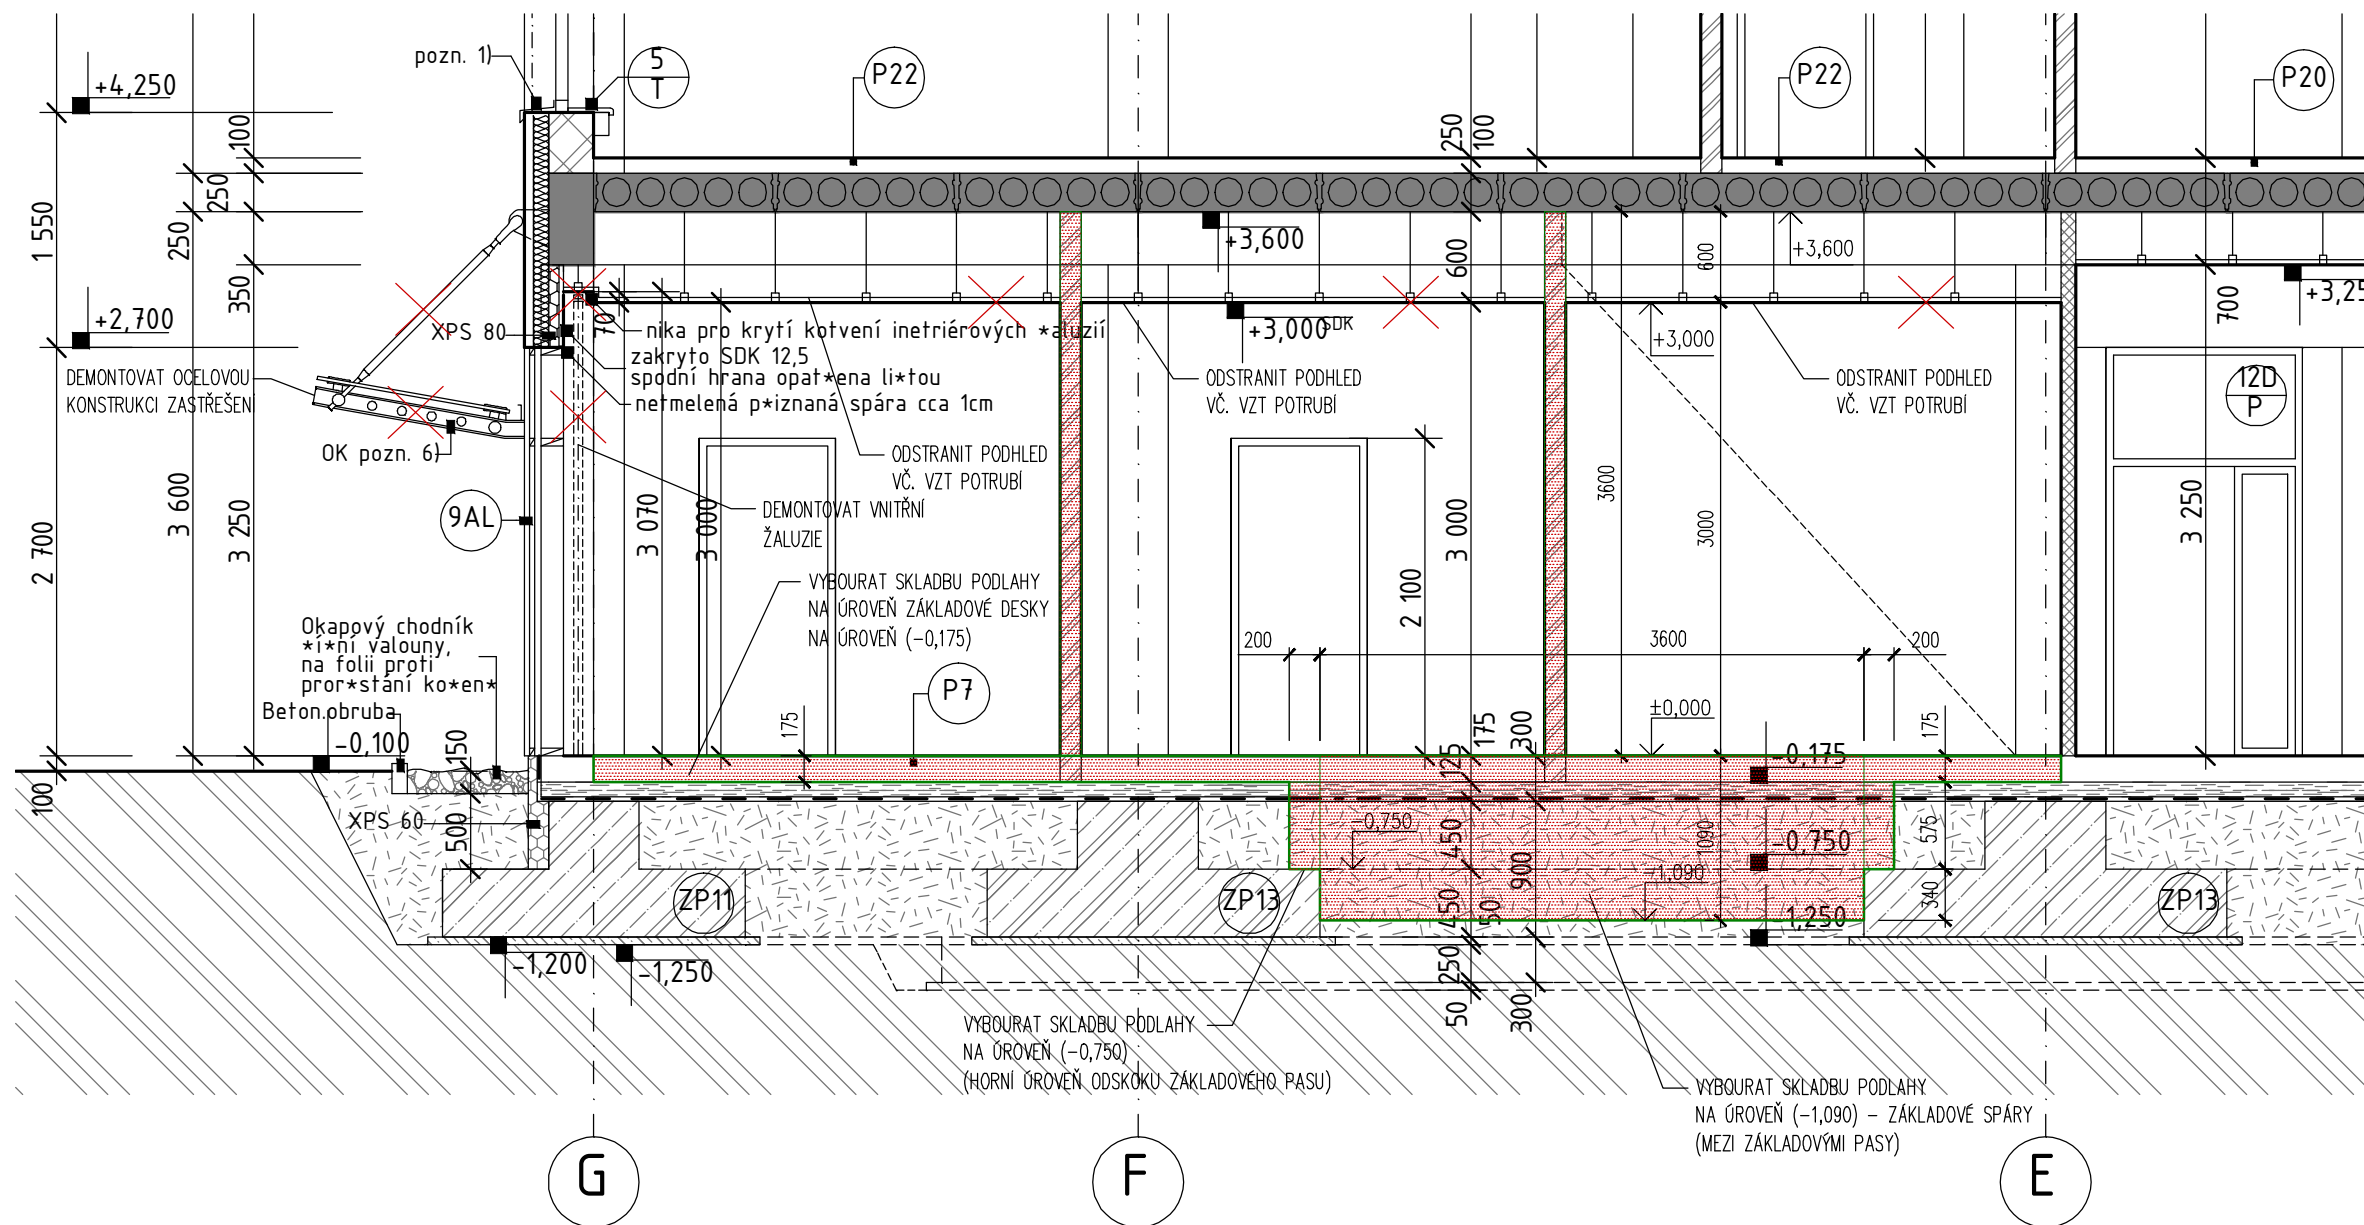 pozn. 1)
5
T
P22
P22
P20
+4,250
100
250
100
250
250
1 550
350
+3,600
600
600
+3,600
+3,25
700
+2,700
XPS 80
70
nika pro krytí kotvení inetriérových *aluzií
zakryto SDK 12,5
spodní hrana opat*ena li*tou
netmelená p*iznaná spára cca 1cm
+3,000
SDK
+3,000
DEMONTOVAT OCELOVOU
KONSTRUKCI ZASTŘEŠENÍ
ODSTRANIT PODHLED
VČ. VZT POTRUBÍ
ODSTRANIT PODHLED
VČ. VZT POTRUBÍ
12D
P
OK pozn. 6)
ODSTRANIT PODHLED
VČ. VZT POTRUBÍ
9AL
DEMONTOVAT VNITŘNÍ
ŽALUZIE
2 700
3 600
3 250
3 070
3 000
3 000
2 100
3600
3000
3 250
VYBOURAT SKLADBU PODLAHY
NA ÚROVEŇ ZÁKLADOVÉ DESKY
NA ÚROVEŇ (-0,175)
Okapový chodník
*í*ní valouny,
na folii proti
pror*stání ko*en*
Beton.obruba
-0,100
P7
200
3600
200
175
±0,000
175
300
175
125
-0,175
100
150
500
XPS 60
-0,750
450
900
1090
-0,750
575
-1,090
340
ZP11
ZP13
ZP13
450
50
-1,250
-1,200
-1,250
250
50
300
VYBOURAT SKLADBU PODLAHY
NA ÚROVEŇ (-0,750)
(HORNÍ ÚROVEŇ ODSKOKU ZÁKLADOVÉHO PASU)
VYBOURAT SKLADBU PODLAHY
NA ÚROVEŇ (-1,090) - ZÁKLADOVÉ SPÁRY
(MEZI ZÁKLADOVÝMI PASY)
G
F
E